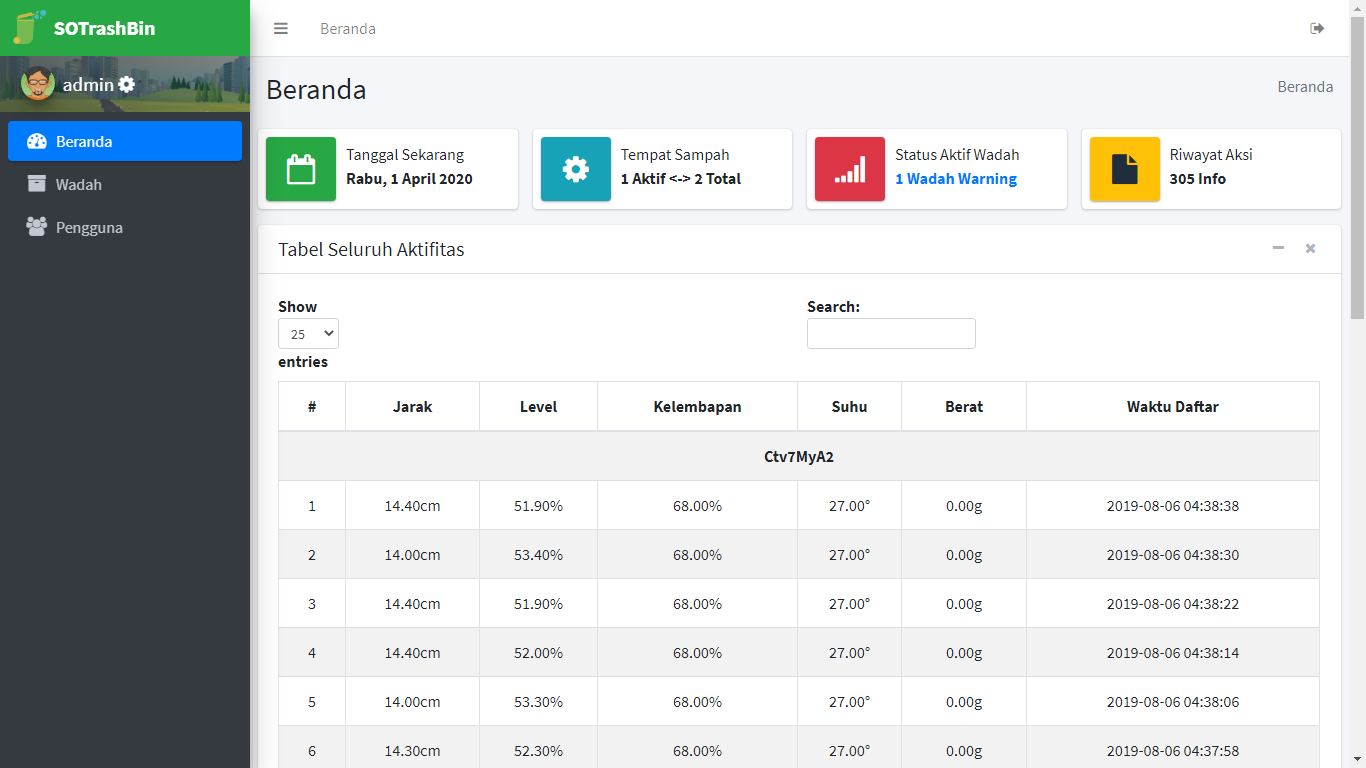 SOTrashBin
Beranda
admin
Beranda
Wadah
Pengguna
Beranda
Beranda
Tanggal Sekarang
Rabu, 1 April 2020
Tempat Sampah
1 Aktif <-> 2 Total
Status Aktif Wadah
1 Wadah Warning
Riwayat Aksi
305 Info
Tabel Seluruh Aktifitas
Show
25
entries
Search:
# Jarak Level Kelembapan Suhu Berat Waktu Daftar
Ctv7MyA2
1 14.40cm 51.90% 68.00% 27.00° 0.00g 2019-08-06 04:38:38
2 14.00cm 53.40% 68.00% 27.00° 0.00g 2019-08-06 04:38:30
3 14.40cm 51.90% 68.00% 27.00° 0.00g 2019-08-06 04:38:22
4 14.40cm 52.00% 68.00% 27.00° 0.00g 2019-08-06 04:38:14
5 14.00cm 53.30% 68.00% 27.00° 0.00g 2019-08-06 04:38:06
6 14.30cm 52.30% 68.00% 27.00° 0.00g 2019-08-06 04:37:58